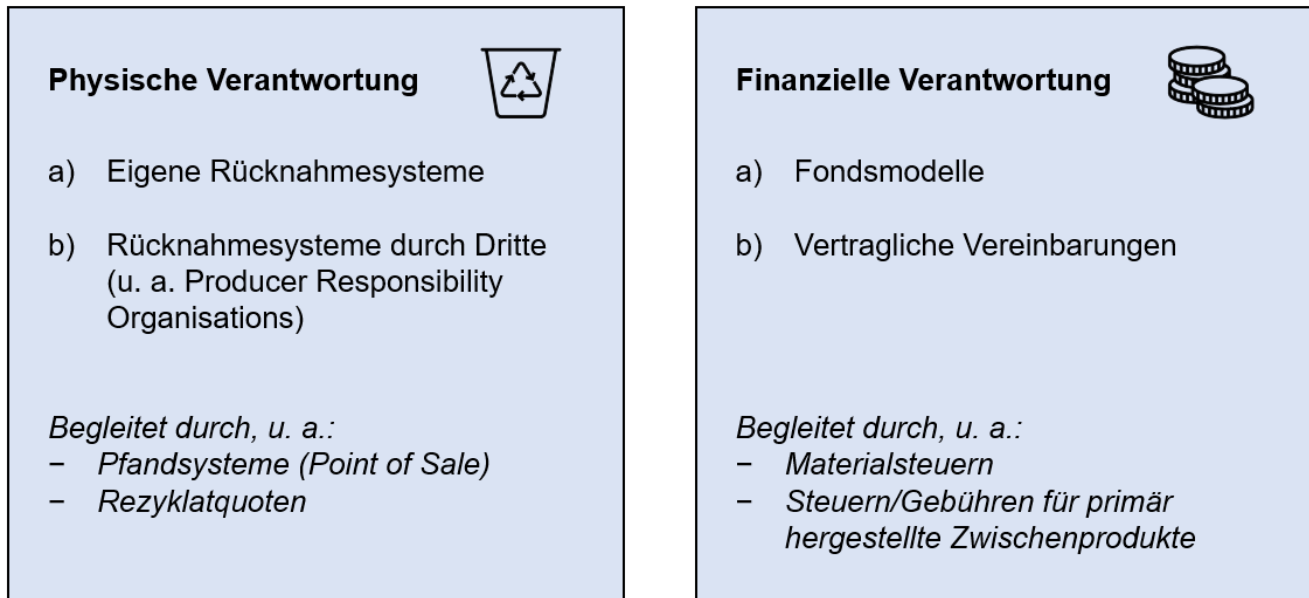 Physische Verantwortung
a) Eigene Rücknahmesysteme
b) Rücknahmesysteme durch Dritte
(u. a. Producer Responsibility
Organisations)
Begleitet durch, u. a.:
− Pfandsysteme (Point of Sale)
− Rezyklatquoten
Finanzielle Verantwortung
a) Fondsmodelle
b) Vertragliche Vereinbarungen
Begleitet durch, u. a.:
− Materialsteuern
− Steuern/Gebühren für primär
hergestellte Zwischenprodukte